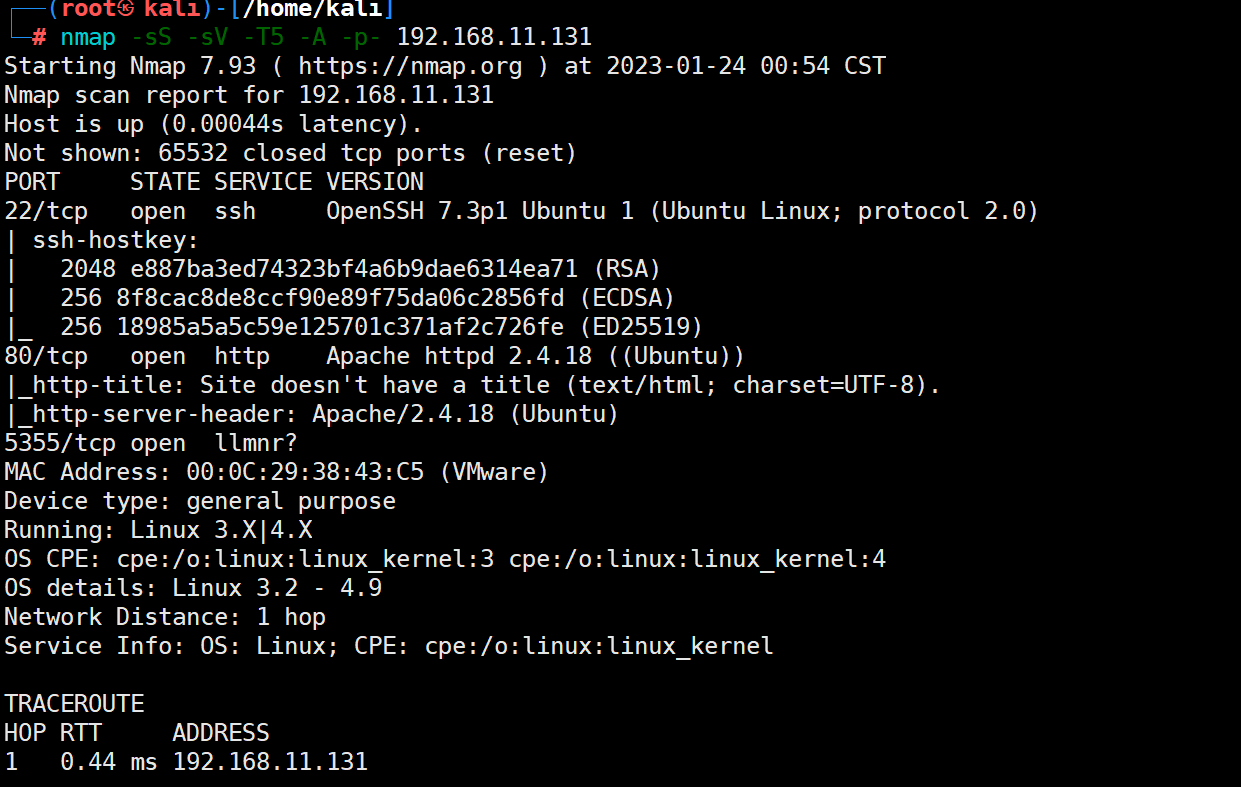 ┌──(root㉿kali)-[/home/kali]
└─# nmap -sS -sV -T5 -A -p- 192.168.11.131
Starting Nmap 7.93 ( https://nmap.org ) at 2023-01-24 00:54 CST
Nmap scan report for 192.168.11.131
Host is up (0.00044s latency).
Not shown: 65532 closed tcp ports (reset)
PORT     STATE SERVICE VERSION
22/tcp   open  ssh     OpenSSH 7.3p1 Ubuntu 1 (Ubuntu Linux; protocol 2.0)
| ssh-hostkey:
|   2048 e887ba3ed74323bf4a6b9dae6314ea71 (RSA)
|   256 8f8cac8de8ccf90e89f75da06c2856fd (ECDSA)
|_  256 18985a5a5c59e125701c371af2c726fe (ED25519)
80/tcp   open  http    Apache httpd 2.4.18 ((Ubuntu))
|_http-title: Site doesn't have a title (text/html; charset=UTF-8).
|_http-server-header: Apache/2.4.18 (Ubuntu)
5355/tcp open  llmnr?
MAC Address: 00:0C:29:38:43:C5 (VMware)
Device type: general purpose
Running: Linux 3.X|4.X
OS CPE: cpe:/o:linux:linux_kernel:3 cpe:/o:linux:linux_kernel:4
OS details: Linux 3.2 - 4.9
Network Distance: 1 hop
Service Info: OS: Linux; CPE: cpe:/o:linux:linux_kernel

TRACEROUTE
HOP RTT     ADDRESS
1   0.44 ms 192.168.11.131